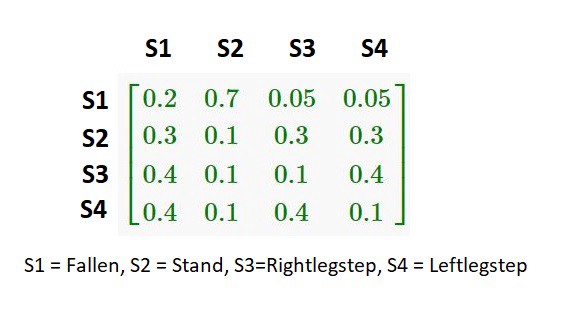 S1 S2 S3 S4
S1 0.2 0.7 0.05 0.05
S2 0.3 0.1 0.3 0.3
S3 0.4 0.1 0.1 0.4
S4 0.4 0.1 0.4 0.1
S1 = Fallen, S2 = Stand, S3=Rightlegstep, S4 = Leftlegstep